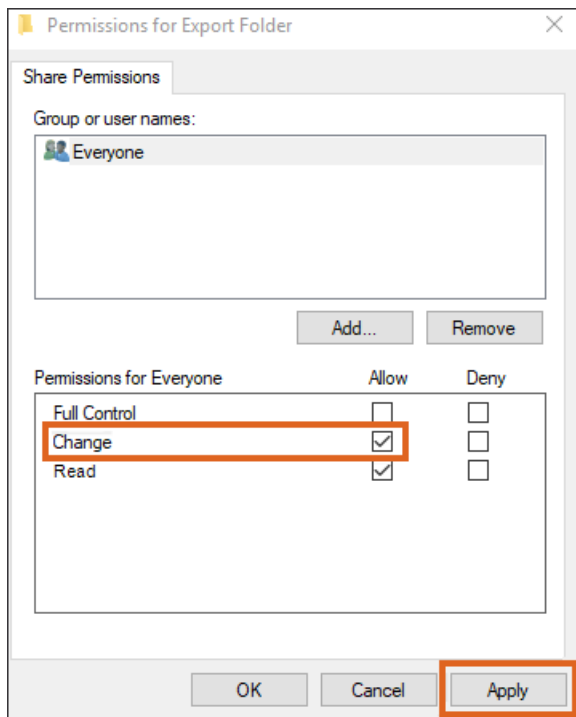 Permissions for Export Folder
Share Permissions
Group or user names:
Everyone
Add... Remove
Permissions for Everyone Allow Deny
Full Control
Change
Read
OK Cancel Apply